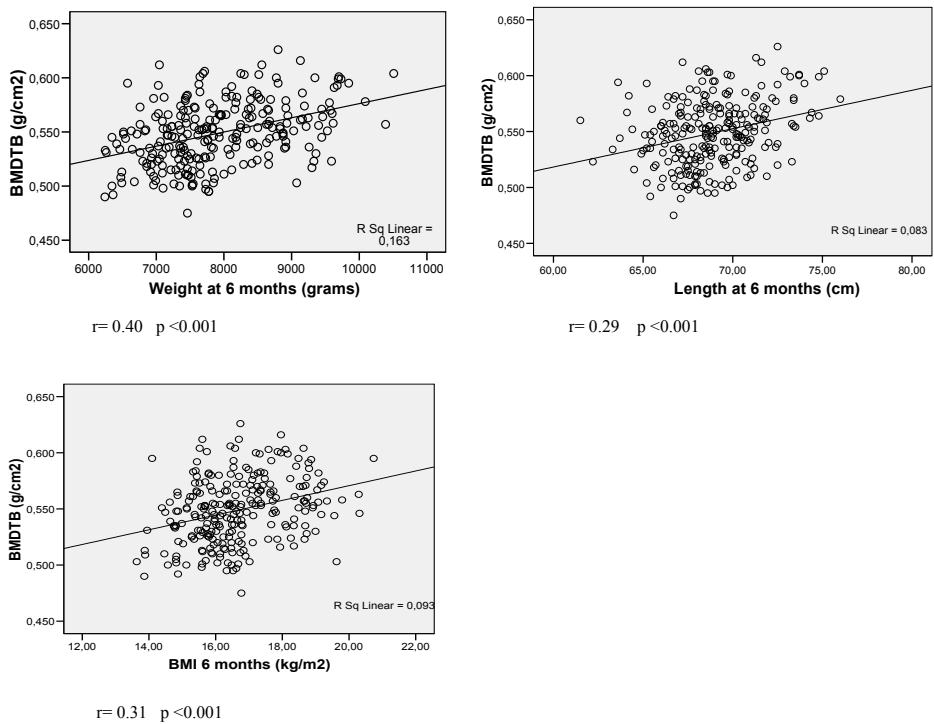 0,650
0,600
0,550
0,500
0,450
BMDTB (g/cm2)
R Sq Linear =
0,163
6000 7000 8000 9000 10000 11000
Weight at 6 months (grams)
r= 0.40 p <0.001
0,650
0,600
0,550
0,500
0,450
BMDTB (g/cm2)
R Sq Linear = 0,083
60,00 65,00 70,00 75,00 80,00
Length at 6 months (cm)
r= 0.29 p <0.001
0,650
0,600
0,550
0,500
0,450
BMDTB (g/cm2)
R Sq Linear = 0,093
12,00 14,00 16,00 18,00 20,00 22,00
BMI 6 months (kg/m2)
r= 0.31 p <0.001